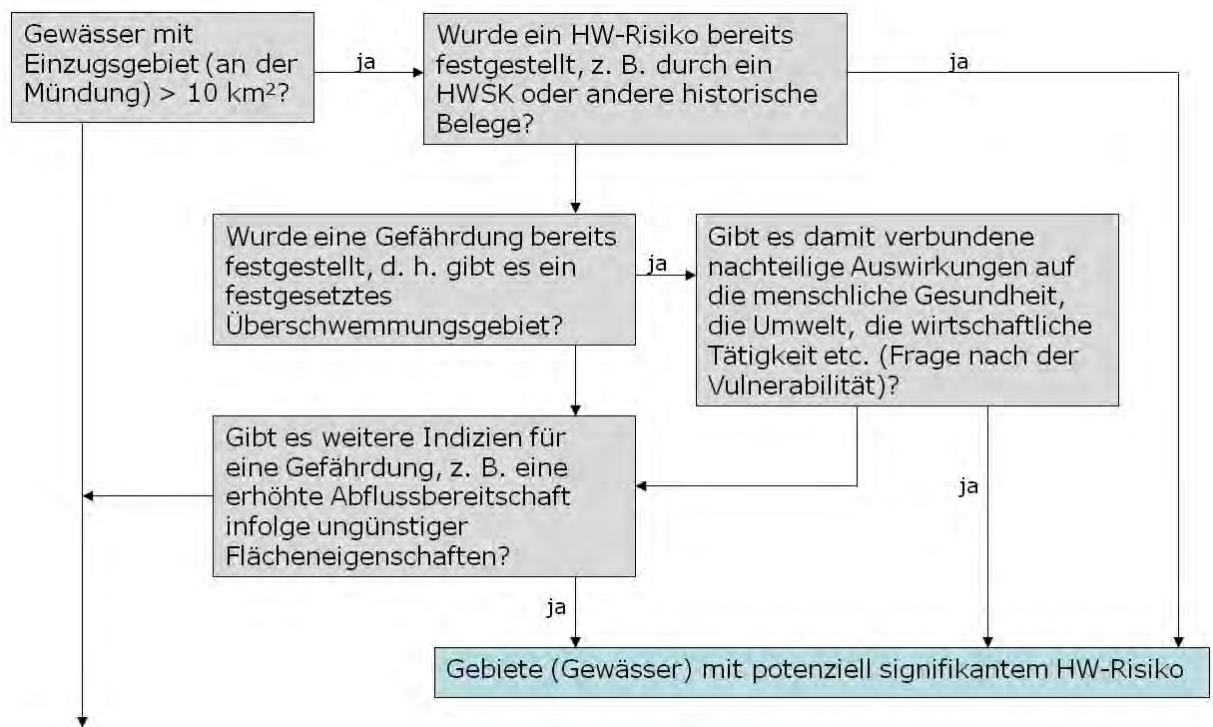 Gewässer mit
Einzugsgebiet (an der
Mündung) > 10 km²?
ja
Wurde ein HW-Risiko bereits
festgestellt, z. B. durch ein
HWSK oder andere historische
Belege?
ja
Wurde eine Gefährdung bereits
festgestellt, d. h. gibt es ein
festgesetztes
Überschwemmungsgebiet?
ja
Gibt es damit verbundene
nachteilige Auswirkungen auf
die menschliche Gesundheit,
die Umwelt, die wirtschaftliche
Tätigkeit etc. (Frage nach der
Vulnerabilität)?
Gibt es weitere Indizien für
eine Gefährdung, z. B. eine
erhöhte Abflussbereitschaft
infolge ungünstiger
Flächeneigenschaften?
ja
ja
Gebiete (Gewässer) mit potenziell signifikantem HW-Risiko